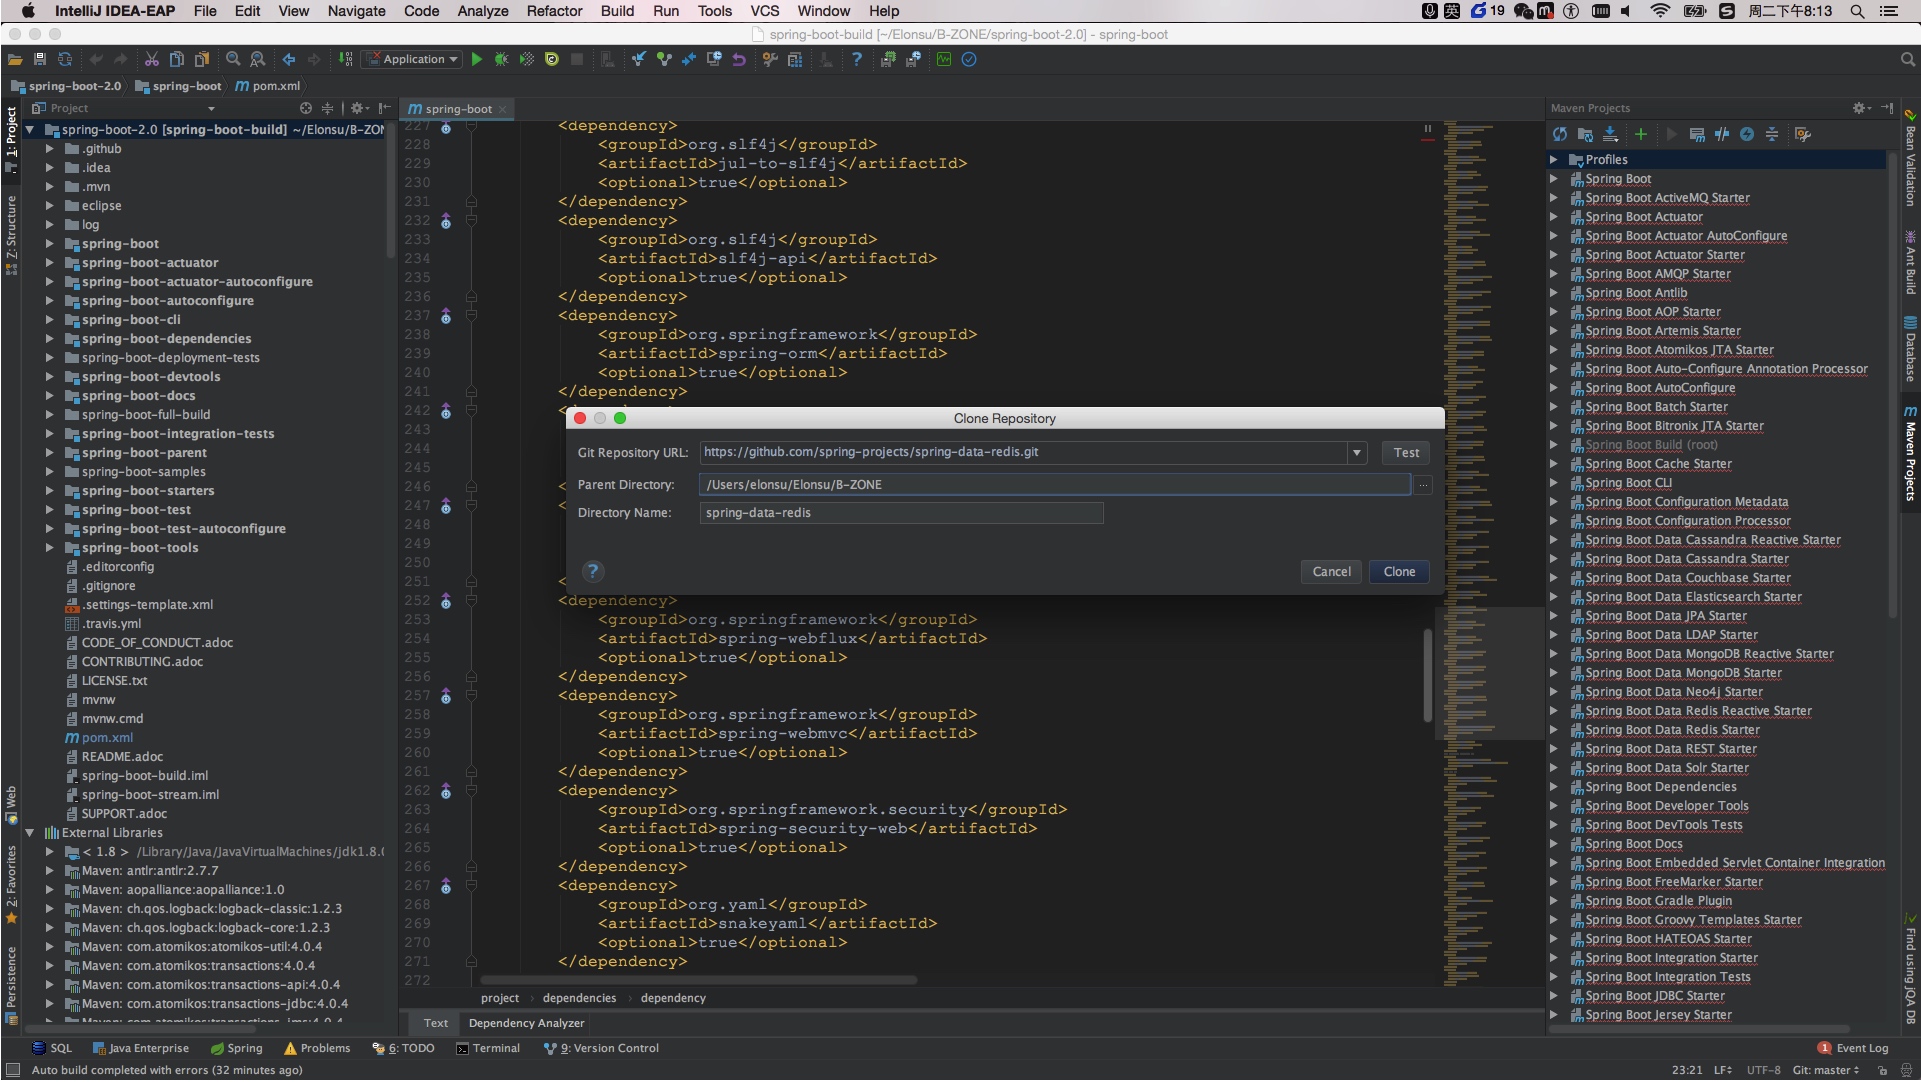 IntelliJ IDEA-EAP File Edit View Navigate Code Analyze Refactor Build Run Tools VCS Window Help
英 19 周二下午8:13
spring-boot-build [~/Elonsu/B-ZONE/spring-boot-2.0] - spring-boot
Application
spring-boot-2.0 spring-boot pom.xml
Project
spring-boot-2.0 [spring-boot-build] ~/Elonsu/B-ZON
.github
.idea
.mvn
eclipse
log
spring-boot
spring-boot-actuator
spring-boot-actuator-autoconfigure
spring-boot-autoconfigure
spring-boot-cli
spring-boot-dependencies
spring-boot-deployment-tests
spring-boot-devtools
spring-boot-docs
spring-boot-full-build
spring-boot-integration-tests
spring-boot-parent
spring-boot-samples
spring-boot-starters
spring-boot-test
spring-boot-test-autoconfigure
spring-boot-tools
.editorconfig
.gitignore
.settings-template.xml
.travis.yml
CODE_OF_CONDUCT.adoc
CONTRIBUTING.adoc
LICENSE.txt
mvnw
mvnw.cmd
pom.xml
README.adoc
spring-boot-build.iml
spring-boot-stream.iml
SUPPORT.adoc
External Libraries
< 1.8 > /Library/Java/JavaVirtualMachines/jdk1.8.0
Maven: antlr:antlr:2.7.7
Maven: aopalliance:aopalliance:1.0
Maven: ch.qos.logback:logback-classic:1.2.3
Maven: ch.qos.logback:logback-core:1.2.3
Maven: com.atomikos:atomikos-util:4.0.4
Maven: com.atomikos:transactions:4.0.4
Maven: com.atomikos:transactions-api:4.0.4
Maven: com.atomikos:transactions-jdbc:4.0.4
Maven: com.atomikos:transactions-jms:4.0.4
1: Project
Z: Structure
Web
2: Favorites
Persistence
spring-boot
227 <dependency>
228 <groupId>org.slf4j</groupId>
229 <artifactId>jul-to-slf4j</artifactId>
230 <optional>true</optional>
231 </dependency>
232 <dependency>
233 <groupId>org.slf4j</groupId>
234 <artifactId>slf4j-api</artifactId>
235 <optional>true</optional>
236 </dependency>
237 <dependency>
238 <groupId>org.springframework</groupId>
239 <artifactId>spring-orm</artifactId>
240 <optional>true</optional>
241 </dependency>
242
243
244
245
246
247
248
249
250
251
252 <dependency>
253 <groupId>org.springframework</groupId>
254 <artifactId>spring-webflux</artifactId>
255 <optional>true</optional>
256 </dependency>
257 <dependency>
258 <groupId>org.springframework</groupId>
259 <artifactId>spring-webmvc</artifactId>
260 <optional>true</optional>
261 </dependency>
262 <dependency>
263 <groupId>org.springframework.security</groupId>
264 <artifactId>spring-security-web</artifactId>
265 <optional>true</optional>
266 </dependency>
267 <dependency>
268 <groupId>org.yaml</groupId>
269 <artifactId>snakeyaml</artifactId>
270 <optional>true</optional>
271 </dependency>
272
Clone Repository
Git Repository URL: https://github.com/spring-projects/spring-data-redis.git Test
Parent Directory: /Users/elonsu/Elonsu/B-ZONE ...
Directory Name: spring-data-redis
? Cancel Clone
project dependencies dependency
Text Dependency Analyzer
Maven Projects
Profiles
Spring Boot
Spring Boot ActiveMQ Starter
Spring Boot Actuator
Spring Boot Actuator AutoConfigure
Spring Boot Actuator Starter
Spring Boot AMQP Starter
Spring Boot Antlib
Spring Boot AOP Starter
Spring Boot Artemis Starter
Spring Boot Atomikos JTA Starter
Spring Boot Auto-Configure Annotation Processor
Spring Boot AutoConfigure
Spring Boot Batch Starter
Spring Boot Bitronix JTA Starter
Spring Boot Build (root)
Spring Boot Cache Starter
Spring Boot CLI
Spring Boot Configuration Metadata
Spring Boot Configuration Processor
Spring Boot Data Cassandra Reactive Starter
Spring Boot Data Cassandra Starter
Spring Boot Data Couchbase Starter
Spring Boot Data Elasticsearch Starter
Spring Boot Data JPA Starter
Spring Boot Data LDAP Starter
Spring Boot Data MongoDB Reactive Starter
Spring Boot Data MongoDB Starter
Spring Boot Data Neo4j Starter
Spring Boot Data Redis Reactive Starter
Spring Boot Data Redis Starter
Spring Boot Data REST Starter
Spring Boot Data Solr Starter
Spring Boot Dependencies
Spring Boot Developer Tools
Spring Boot DevTools Tests
Spring Boot Docs
Spring Boot Embedded Servlet Container Integration
Spring Boot FreeMarker Starter
Spring Boot Gradle Plugin
Spring Boot Groovy Templates Starter
Spring Boot HATEOAS Starter
Spring Boot Integration Starter
Spring Boot Integration Tests
Spring Boot JDBC Starter
Spring Boot Jersey Starter
Bean Validation
Ant Build
Database
Maven Projects
Find using jQA DB
SQL Java Enterprise Spring Problems 6: TODO Terminal 9: Version Control 1 Event Log
Auto build completed with errors (32 minutes ago) 23:21 LF UTF-8 Git: master